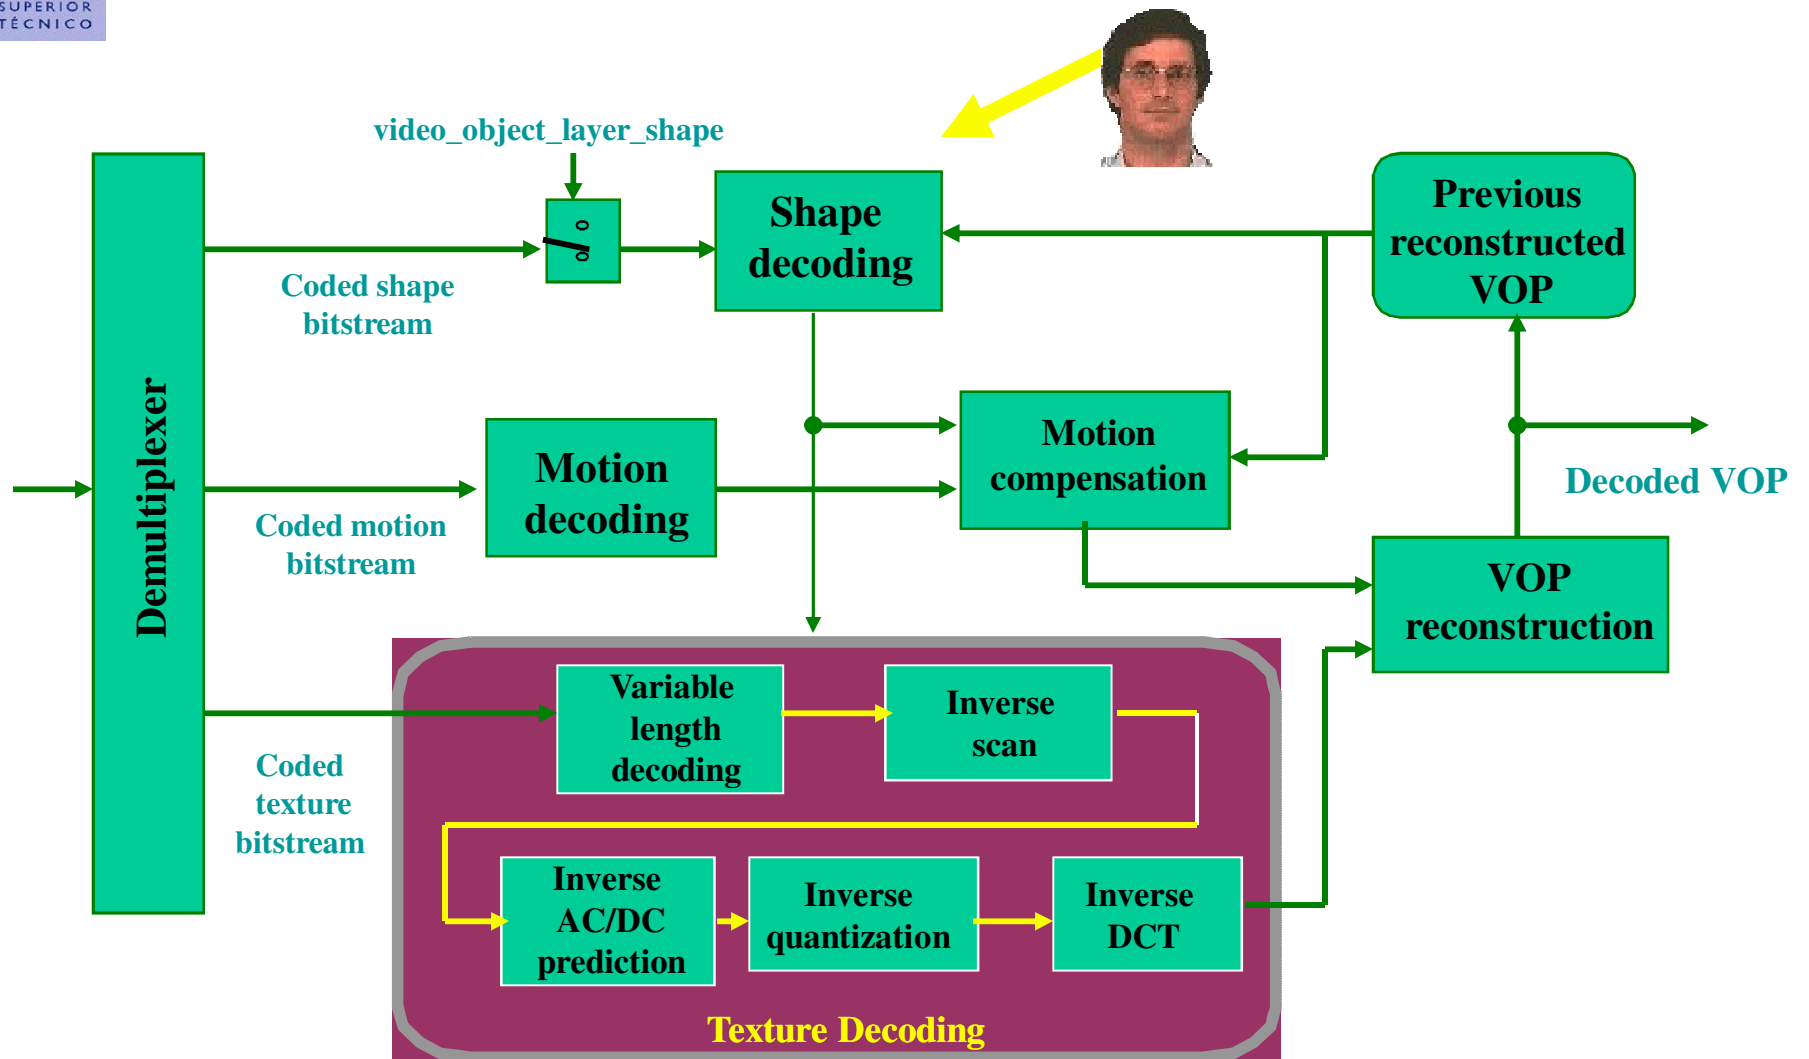 SUPERIOR
TÉCNICO
video_object_layer_shape
Shape
decoding
Previous
reconstructed
VOP
Coded shape
bitstream
Demultiplexer
Motion
decoding
Motion
compensation
Decoded VOP
Coded motion
bitstream
VOP
reconstruction
Variable
length
decoding
Inverse
scan
Coded
texture
bitstream
Inverse
AC/DC
prediction
Inverse
quantization
Inverse
DCT
Texture Decoding